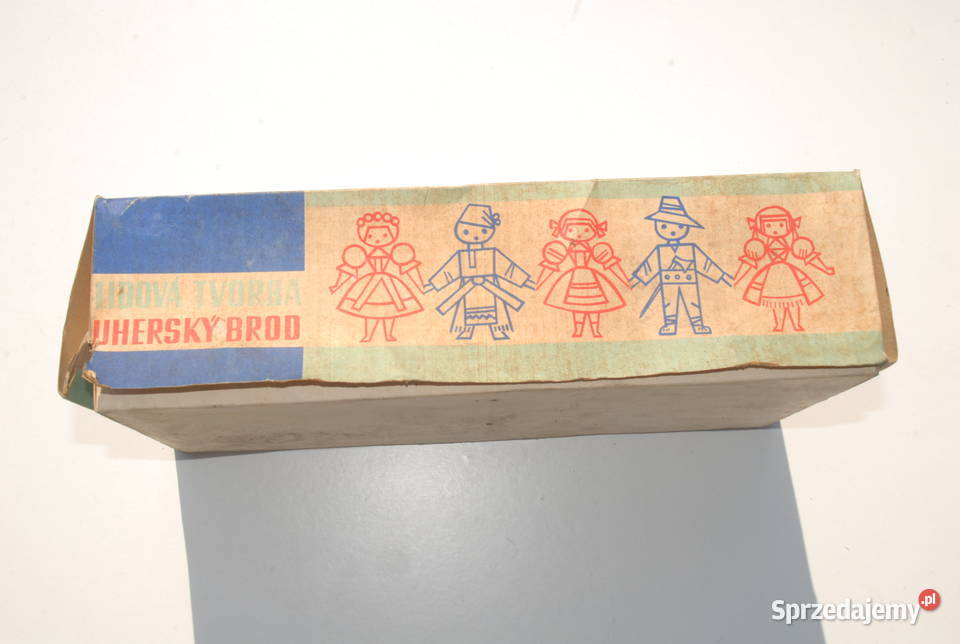 LIDOVÁ TVORBA
UHERSKÝ BROD
Sprzedajemy.pl